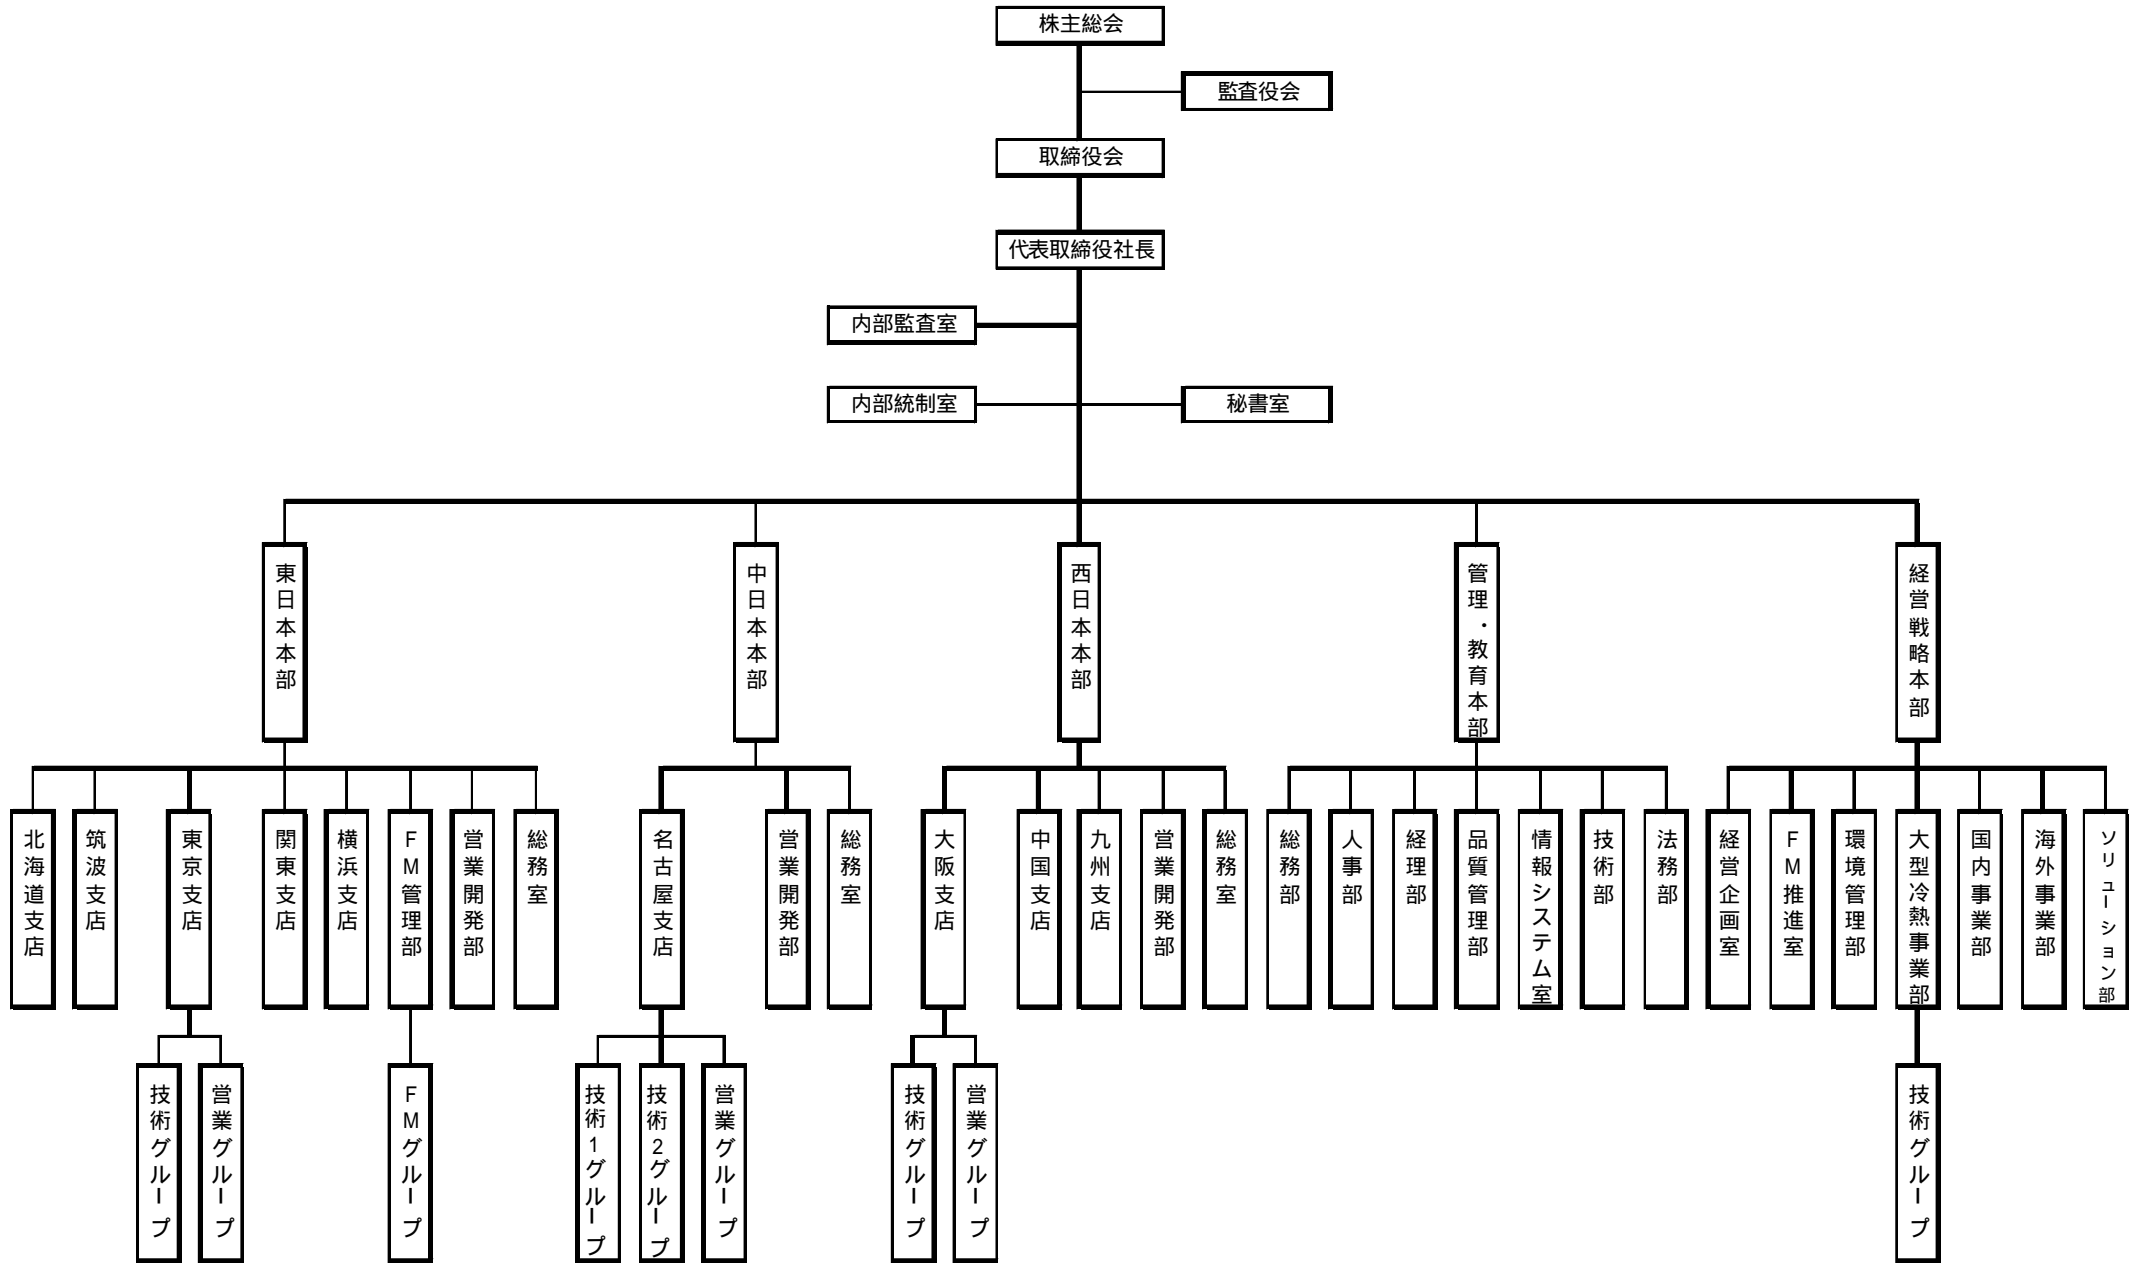 株主総会
監査役会
取締役会
代表取締役社長
内部監査室
内部統制室
秘書室
東日本本部
中日本本部
西日本本部
管理・教育本部
経営戦略本部
北海道支店
筑波支店
東京支店
関東支店
横浜支店
FM管理部
営業開発部
総務室
名古屋支店
営業開発部
総務室
大阪支店
中国支店
九州支店
営業開発部
総務室
総務部
人事部
経理部
品質管理部
情報システム室
技術部
法務部
経営企画室
FM推進室
環境管理部
大型冷熱事業部
国内事業部
海外事業部
ソリューション部
技術グループ
営業グループ
FMグループ
技術1グループ
技術2グループ
営業グループ
技術グループ
営業グループ
技術グループ